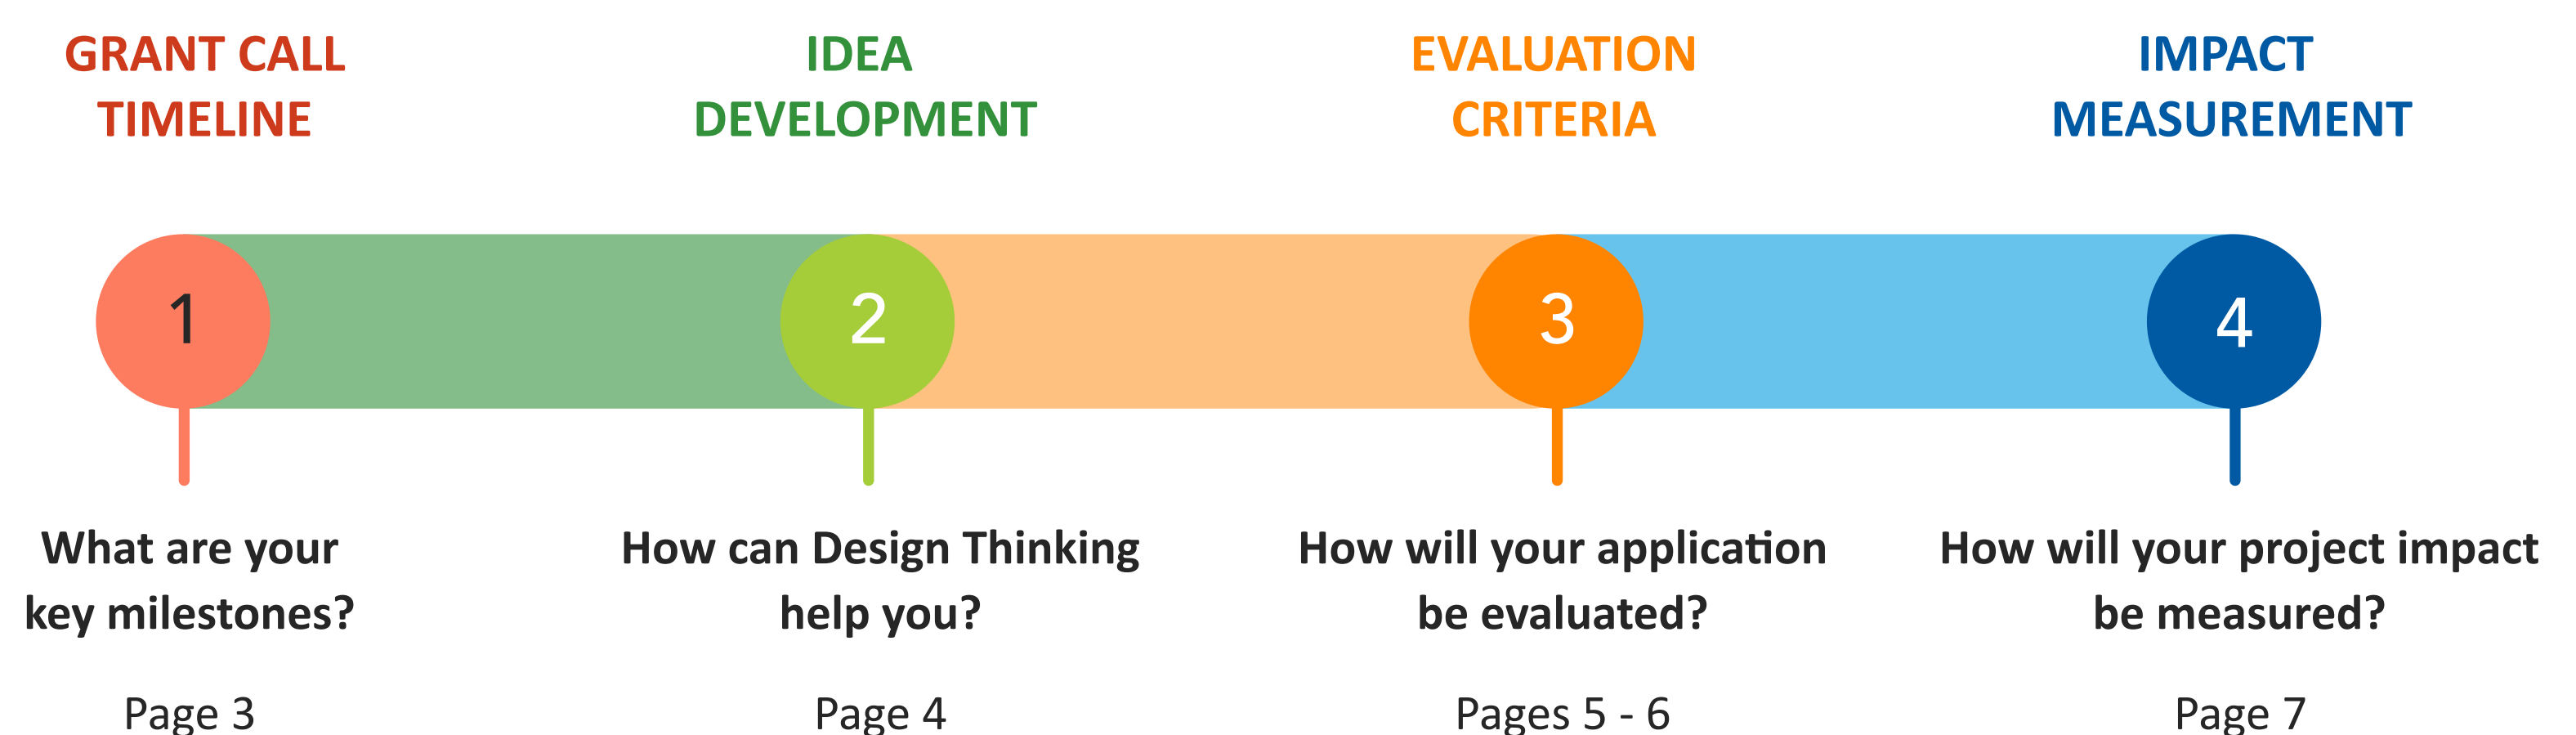 GRANT CALL
TIMELINE
IDEA
DEVELOPMENT
EVALUATION
CRITERIA
IMPACT
MEASUREMENT
1
2
3
4
What are your
key milestones?
How can Design Thinking
help you?
How will your application
be evaluated?
How will your project impact
be measured?
Page 3
Page 4
Pages 5 - 6
Page 7